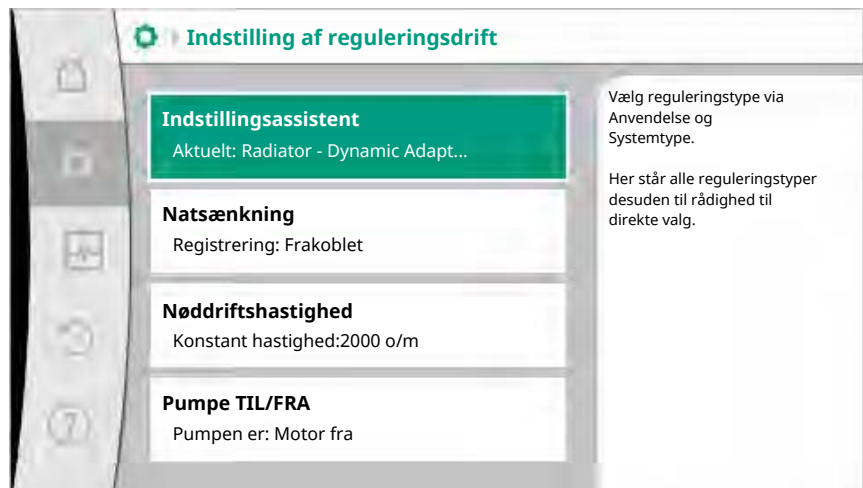 Indstilling af reguleringsdrift
Indstillingsassistent
Aktuelt: Radiator - Dynamic Adapt...
Natsænkning
Registrering: Frakoblet
Nøddriftshastighed
Konstant hastighed:2000 o/m
Pumpe TIL/FRA
Pumpen er: Motor fra
Vælg reguleringstype via
Anvendelse og
Systemtype.
Her står alle reguleringstyper
desuden til rådighed til
direkte valg.